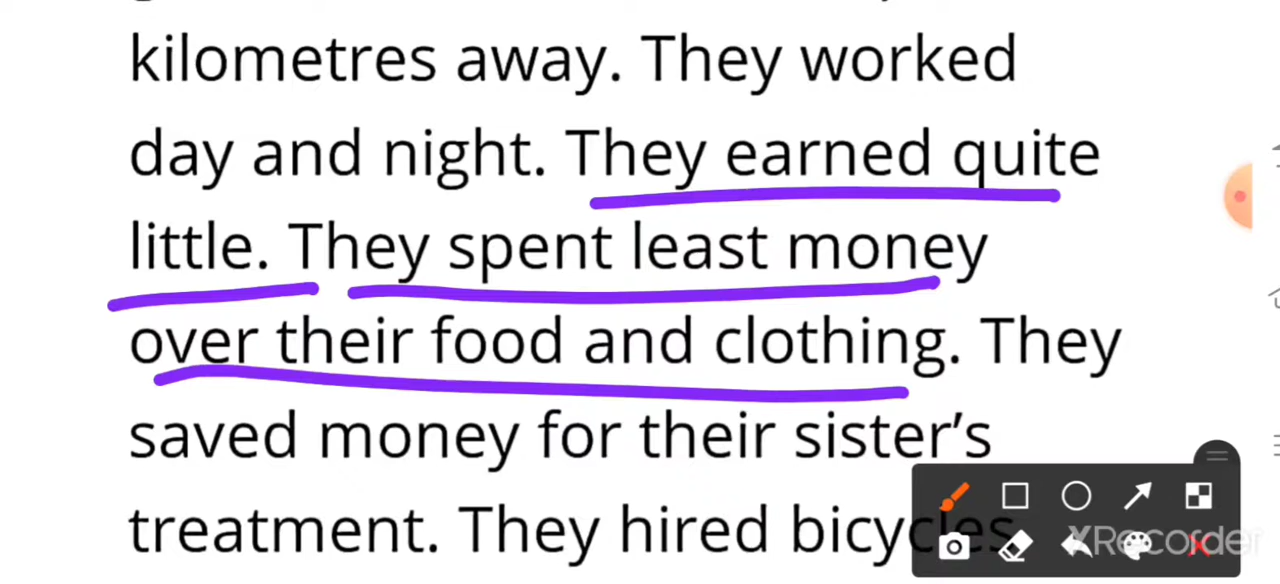 kilometres away. They worked
day and night. They earned quite
little. They spent least money
over their food and clothing. They
saved money for their sister’s
treatment. They hired bicycles
XRecorder